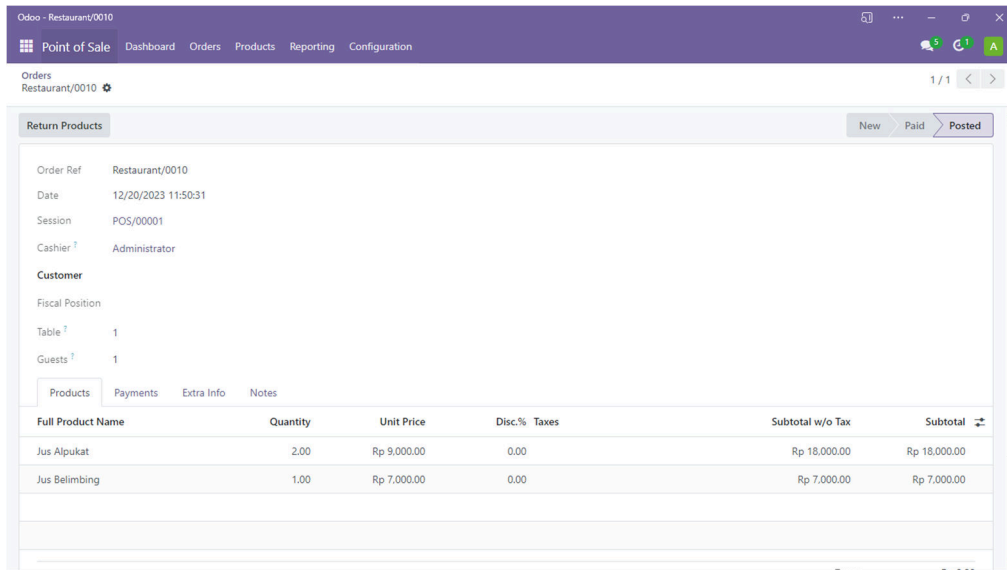 Odoo - Restaurant/0010
Point of Sale Dashboard Orders Products Reporting Configuration 5 1 A
Orders
Restaurant/0010 1 / 1
Return Products New Paid Posted
Order Ref Restaurant/0010
Date 12/20/2023 11:50:31
Session POS/00001
Cashier ? Administrator
Customer
Fiscal Position
Table ? 1
Guests ? 1
Products Payments Extra Info Notes
Full Product Name Quantity Unit Price Disc.% Taxes Subtotal w/o Tax Subtotal
Jus Alpukat 2.00 Rp 9,000.00 0.00 Rp 18,000.00 Rp 18,000.00
Jus Belimbing 1.00 Rp 7,000.00 0.00 Rp 7,000.00 Rp 7,000.00